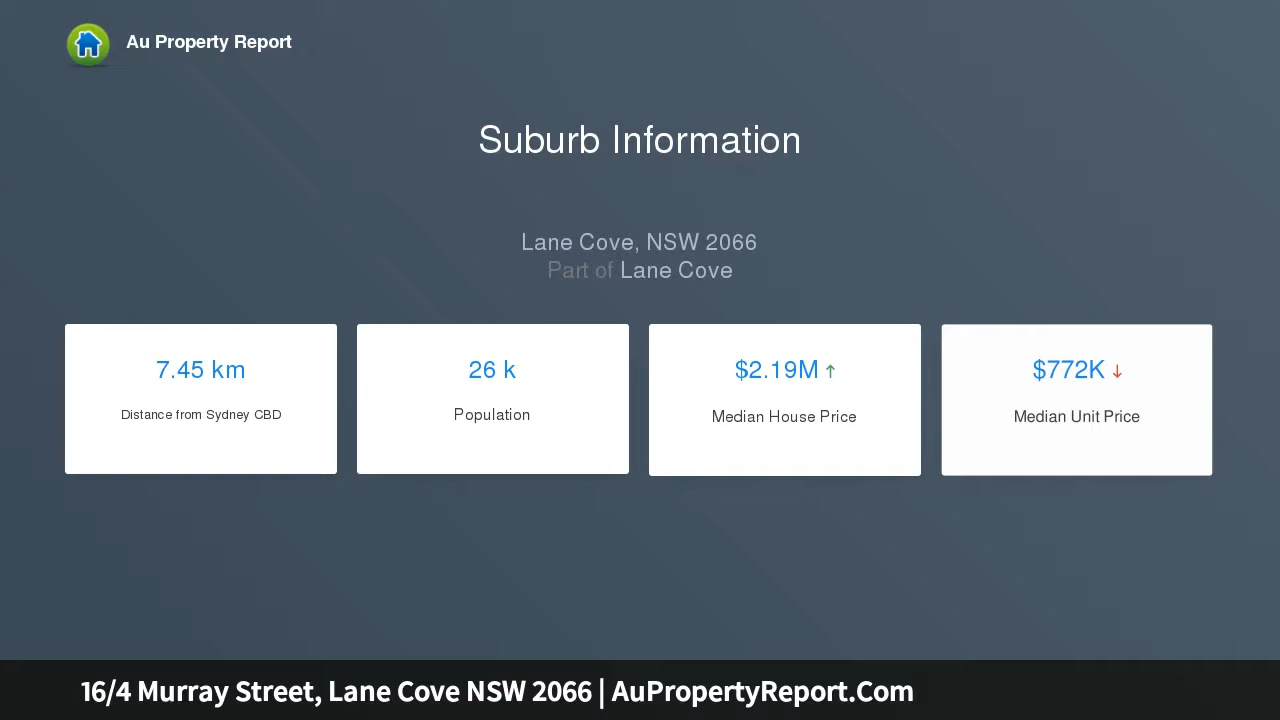 Au Property Report
Suburb Information
Lane Cove, NSW 2066
Part of Lane Cove
7.45 km
Distance from Sydney CBD
26 k
Population
$2.19M ↑
Median House Price
$772K ↓
Median Unit Price
16/4 Murray Street, Lane Cove NSW 2066 | AuPropertyReport.Com